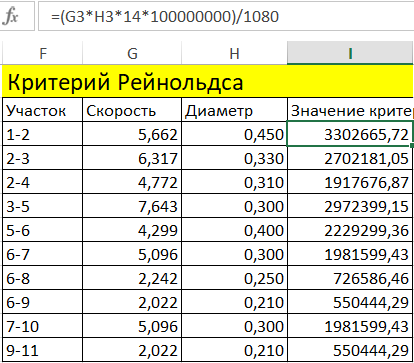 fx =(G3*H3*14*100000000)/1080
F G H I
Критерий Рейнольдса
Участок Скорость Диаметр Значение критер
1-2 5,662 0,450 3302665,72
2-3 6,317 0,330 2702181,05
2-4 4,772 0,310 1917676,87
3-5 7,643 0,300 2972399,15
5-6 4,299 0,400 2229299,36
6-7 5,096 0,300 1981599,43
6-8 2,242 0,250 726586,46
6-9 2,022 0,210 550444,29
7-10 5,096 0,300 1981599,43
9-11 2,022 0,210 550444,29